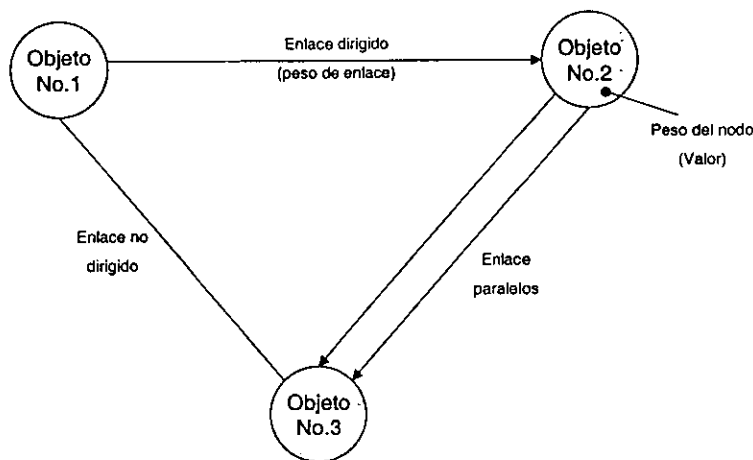 Objeto
No.1
Enlace dirigido
(peso de enlace)
Objeto
No.2
Peso del nodo
(Valor)
Enlace no
dirigido
Enlace
paralelos
Objeto
No.3